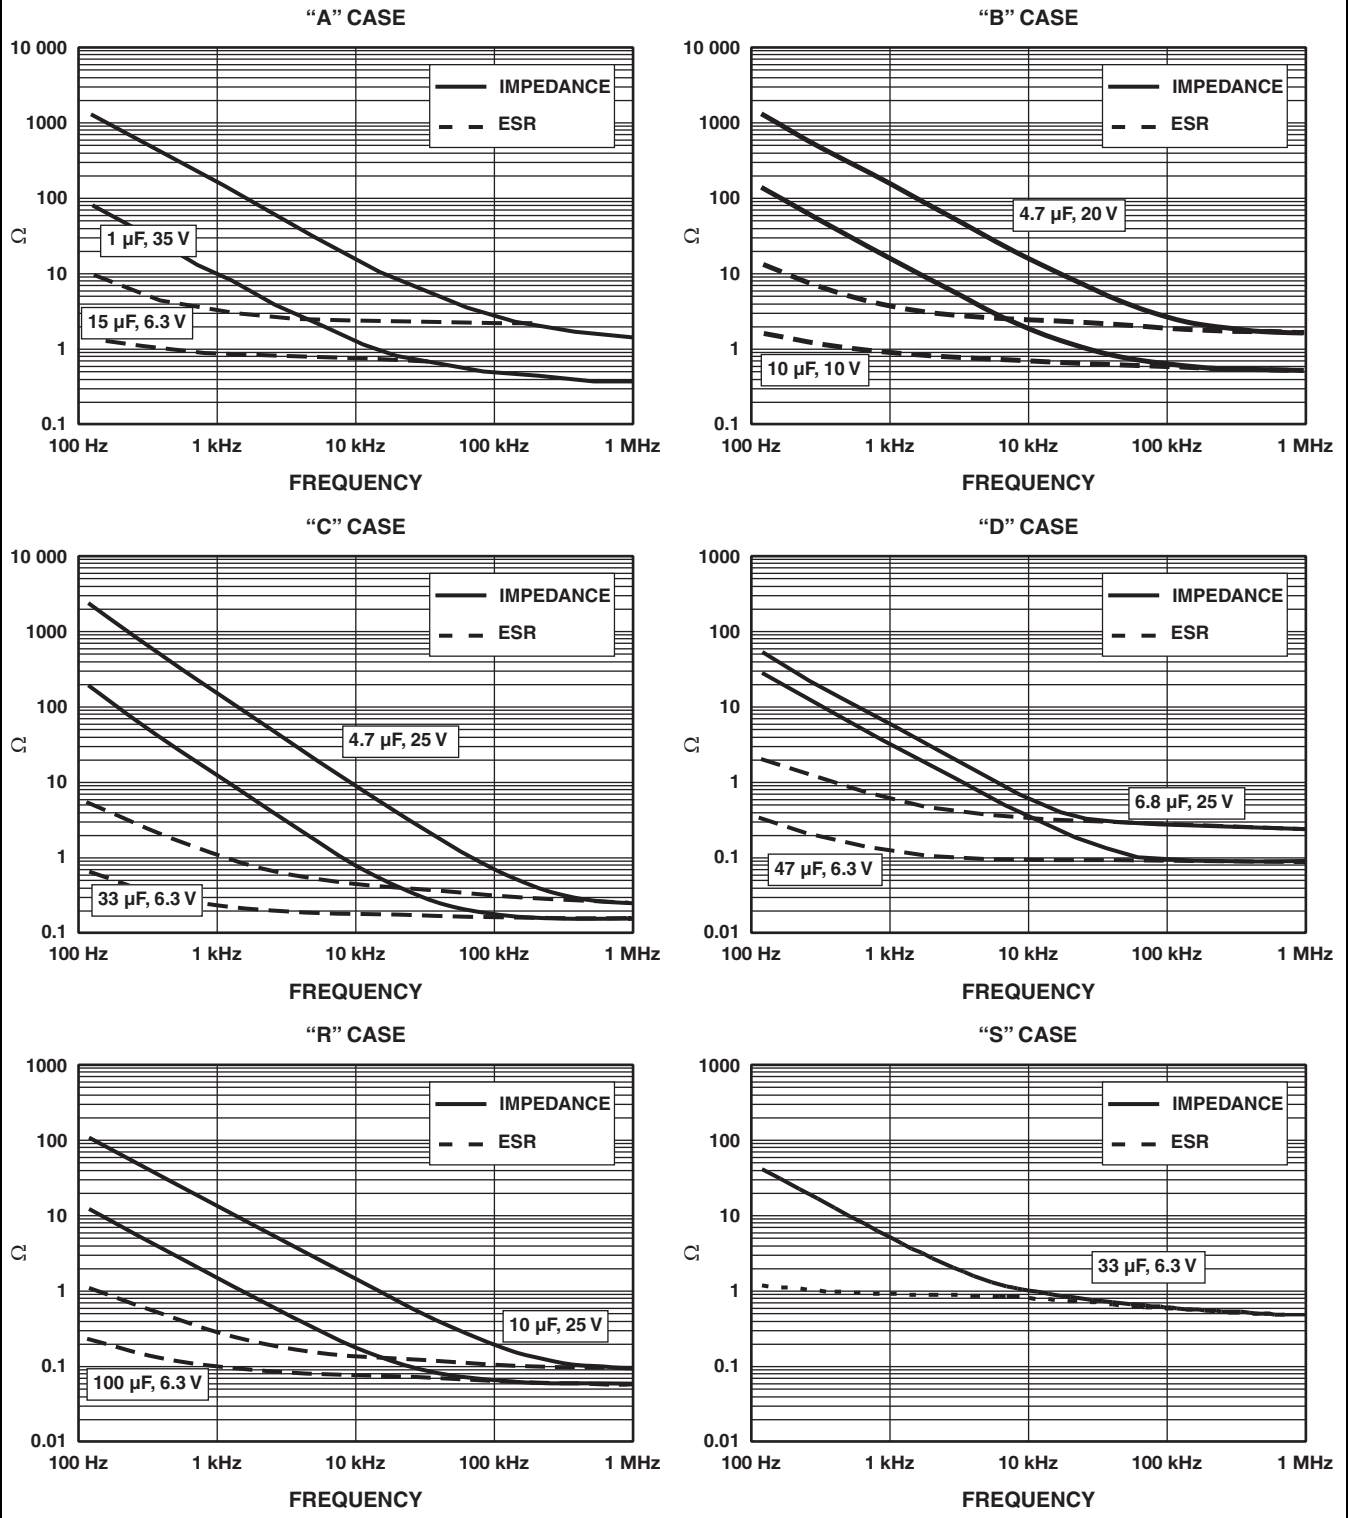 “A” CASE
10 000
1000
100
10
1
0.1
Ω
IMPEDANCE
ESR
1 µF, 35 V
15 µF, 6.3 V
100 Hz 1 kHz 10 kHz 100 kHz 1 MHz
FREQUENCY
“B” CASE
10 000
1000
100
10
1
0.1
Ω
IMPEDANCE
ESR
4.7 µF, 20 V
10 µF, 10 V
100 Hz 1 kHz 10 kHz 100 kHz 1 MHz
FREQUENCY
“C” CASE
10 000
1000
100
10
1
0.1
Ω
IMPEDANCE
ESR
4.7 µF, 25 V
33 µF, 6.3 V
100 Hz 1 kHz 10 kHz 100 kHz 1 MHz
FREQUENCY
“D” CASE
1000
100
10
1
0.1
0.01
Ω
IMPEDANCE
ESR
6.8 µF, 25 V
47 µF, 6.3 V
100 Hz 1 kHz 10 kHz 100 kHz 1 MHz
FREQUENCY
“R” CASE
1000
100
10
1
0.1
0.01
Ω
IMPEDANCE
ESR
10 µF, 25 V
100 µF, 6.3 V
100 Hz 1 kHz 10 kHz 100 kHz 1 MHz
FREQUENCY
“S” CASE
1000
100
10
1
0.1
0.01
Ω
IMPEDANCE
ESR
33 µF, 6.3 V
100 Hz 1 kHz 10 kHz 100 kHz 1 MHz
FREQUENCY